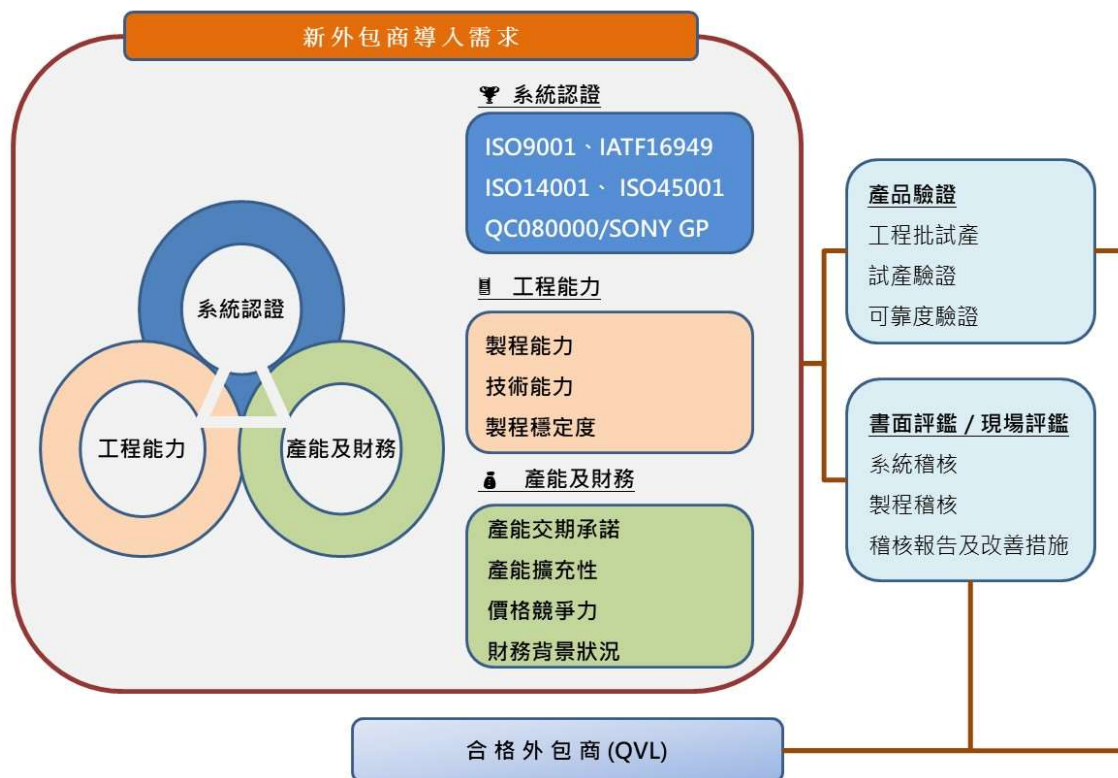 新外包商導入需求
系統認證
ISO9001、IATF16949
ISO14001、 ISO45001
QC080000/SONY GP
系統認證
工程能力
產能及財務
工程能力
製程能力
技術能力
製程穩定度
產能及財務
產能交期承諾
產能擴充性
價格競爭力
財務背景狀況
產品驗證
工程批試產
試產驗證
可靠度驗證
書面評鑑 / 現場評鑑
系統稽核
製程稽核
稽核報告及改善措施
合格外包商(QVL)